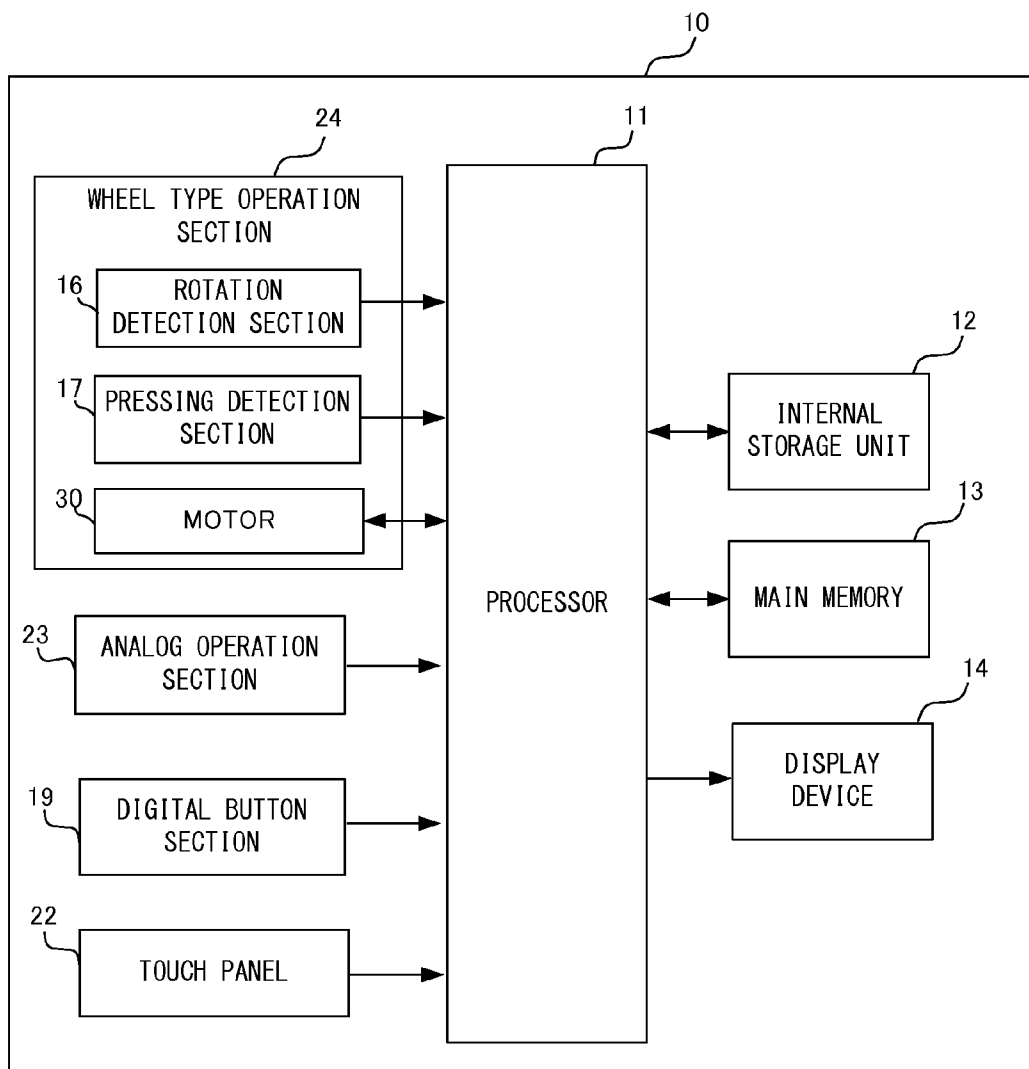 10
24
11
WHEEL TYPE OPERATION
SECTION
16
ROTATION
DETECTION SECTION
17
PRESSING DETECTION
SECTION
30
MOTOR
23
ANALOG OPERATION
SECTION
19
DIGITAL BUTTON
SECTION
22
TOUCH PANEL
PROCESSOR
12
INTERNAL
STORAGE UNIT
13
MAIN MEMORY
14
DISPLAY
DEVICE